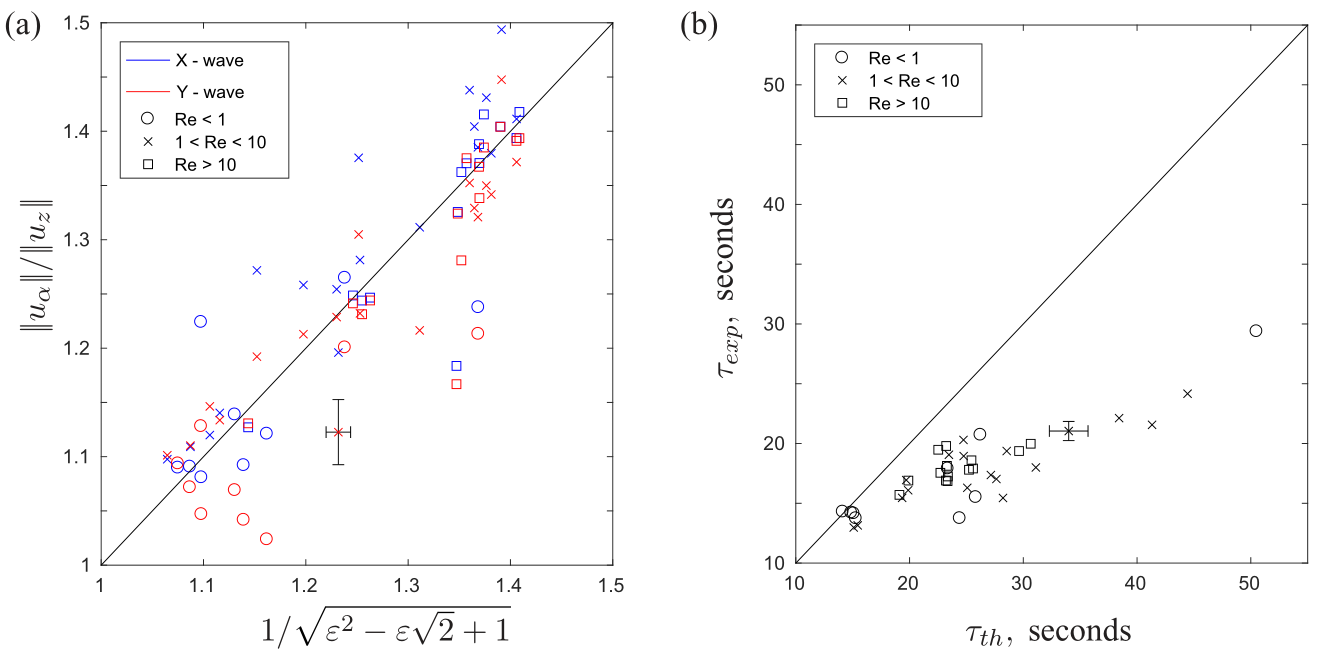 (a)
1.5
1.4
1.3
1.2
1.1
1
X - wave
Y - wave
Re < 1
1 < Re < 10
Re > 10
‖u_α‖/‖u_z‖
1
1.1
1.2
1.3
1.4
1.5
1/√(ε² − ε√2 + 1)
(b)
50
40
30
20
10
Re < 1
1 < Re < 10
Re > 10
τ_exp, seconds
10
20
30
40
50
τ_th, seconds